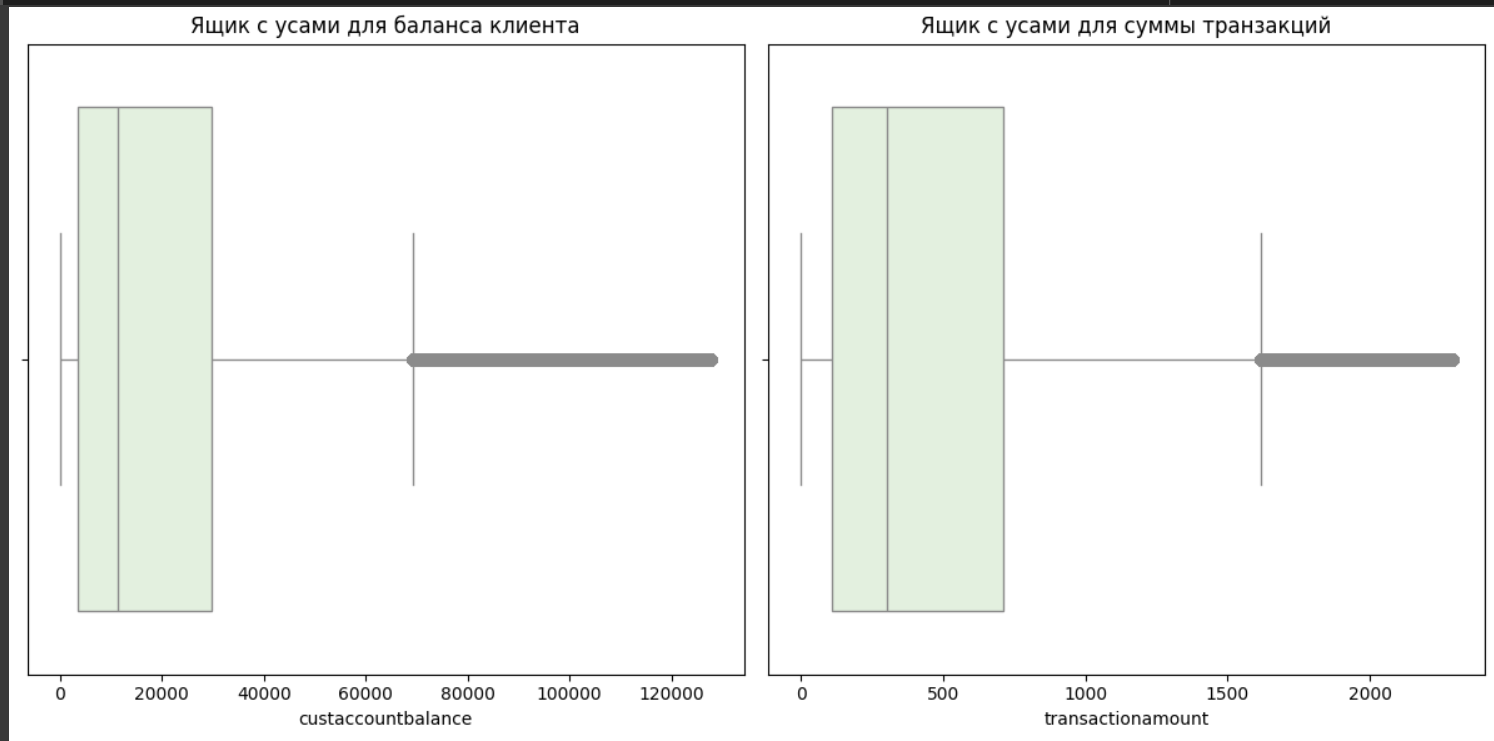 Ящик с усами для баланса клиента
0 20000 40000 60000 80000 100000 120000
custaccountbalance
Ящик с усами для суммы транзакций
0 500 1000 1500 2000
transactionamount